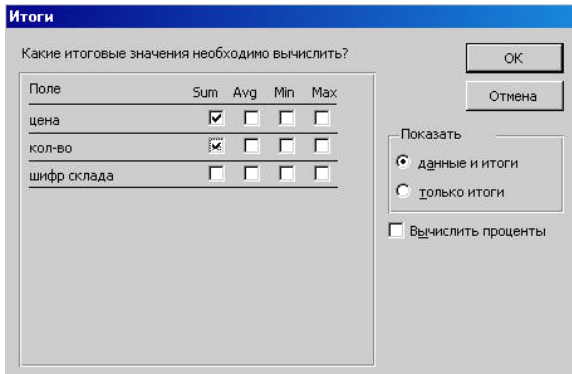 Итоги
Какие итоговые значения необходимо вычислить?
Поле Sum Avg Min Max
цена
кол-во
шифр склада
OK
Отмена
Показать
данные и итоги
только итоги
Вычислить проценты